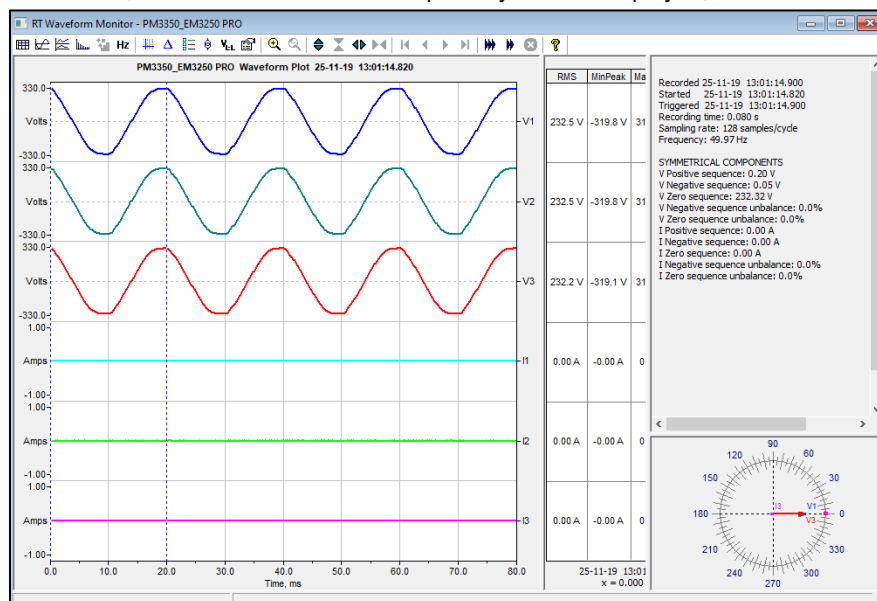 RT Waveform Monitor - PM3350_EM3250 PRO
Hz
PM3350_EM3250 PRO Waveform Plot 25-11-19 13:01:14.820
330.0
Volts
-330.0
V1
330.0
Volts
-330.0
V2
330.0
Volts
-330.0
V3
1.00
Amps
-1.00
I1
1.00
Amps
-1.00
I2
1.00
Amps
-1.00
I3
0.0 10.0 20.0 30.0 40.0 50.0 60.0 70.0 80.0
Time, ms
RMS MinPeak Ma
232.5 V -319.8 V 31
232.5 V -319.8 V 31
232.2 V -319.1 V 31
0.00 A -0.00 A 0
0.00 A -0.00 A 0
0.00 A -0.00 A 0
25-11-19 13:01
x = 0.000
Recorded 25-11-19 13:01:14.900
Started 25-11-19 13:01:14.820
Triggered 25-11-19 13:01:14.900
Recording time: 0.080 s
Sampling rate: 128 samples/cycle
Frequency: 49.97 Hz
SYMMETRICAL COMPONENTS
V Positive sequence: 0.20 V
V Negative sequence: 0.05 V
V Zero sequence: 232.32 V
V Negative sequence unbalance: 0.0%
V Zero sequence unbalance: 0.0%
I Positive sequence: 0.00 A
I Negative sequence: 0.00 A
I Zero sequence: 0.00 A
I Negative sequence unbalance: 0.0%
I Zero sequence unbalance: 0.0%
90
120 60
150 30
I3 V1
180 0
V3
210 330
240 300
270